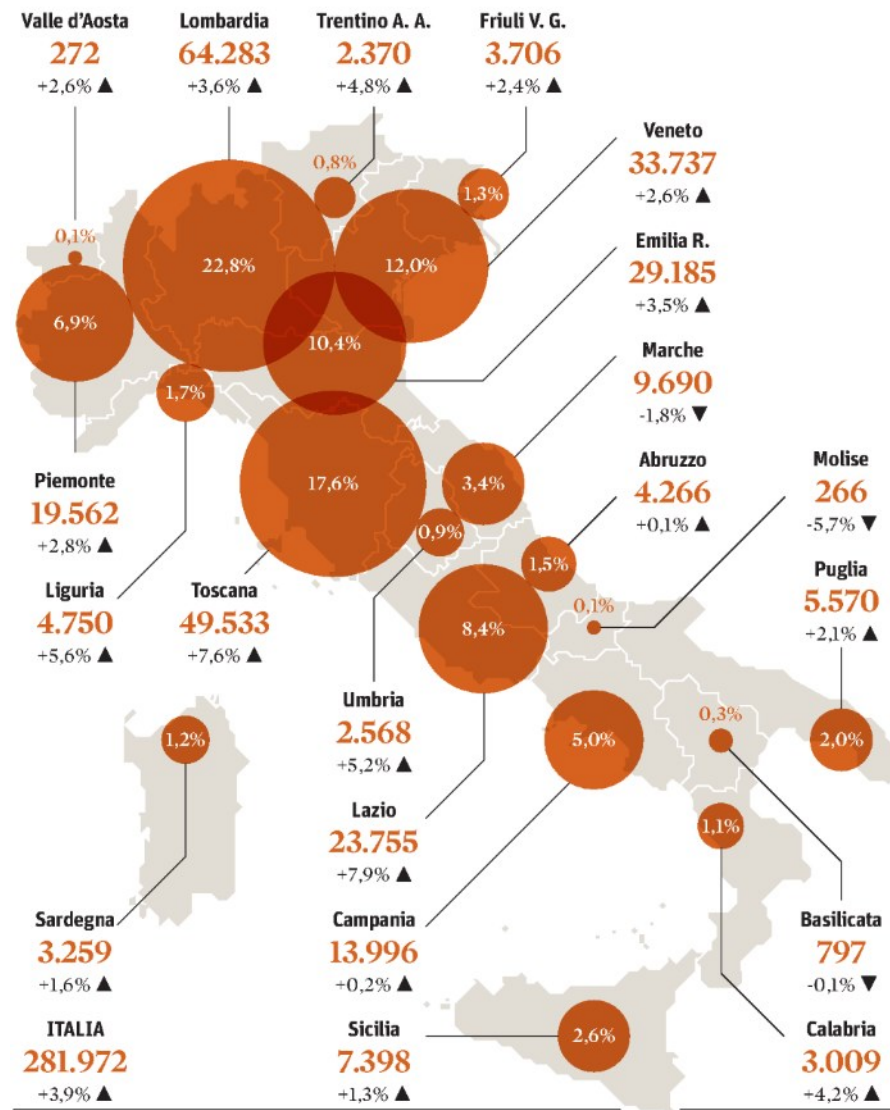 Valle d'Aosta
272
+2,6% ▲
Lombardia
64.283
+3,6% ▲
Trentino A. A.
2.370
+4,8% ▲
Friuli V. G.
3.706
+2,4% ▲
Veneto
33.737
+2,6% ▲
Emilia R.
29.185
+3,5% ▲
Marche
9.690
-1,8% ▼
Abruzzo
4.266
+0,1% ▲
Molise
266
-5,7% ▼
Puglia
5.570
+2,1% ▲
0,1%
6,9%
22,8%
0,8%
12,0%
1,3%
10,4%
1,7%
17,6%
3,4%
0,9%
1,5%
8,4%
0,1%
5,0%
0,3%
2,0%
1,1%
1,2%
2,6%
Piemonte
19.562
+2,8% ▲
Liguria
4.750
+5,6% ▲
Toscana
49.533
+7,6% ▲
Umbria
2.568
+5,2% ▲
Lazio
23.755
+7,9% ▲
Sardegna
3.259
+1,6% ▲
Campania
13.996
+0,2% ▲
Basilicata
797
-0,1% ▼
ITALIA
281.972
+3,9% ▲
Sicilia
7.398
+1,3% ▲
Calabria
3.009
+4,2% ▲